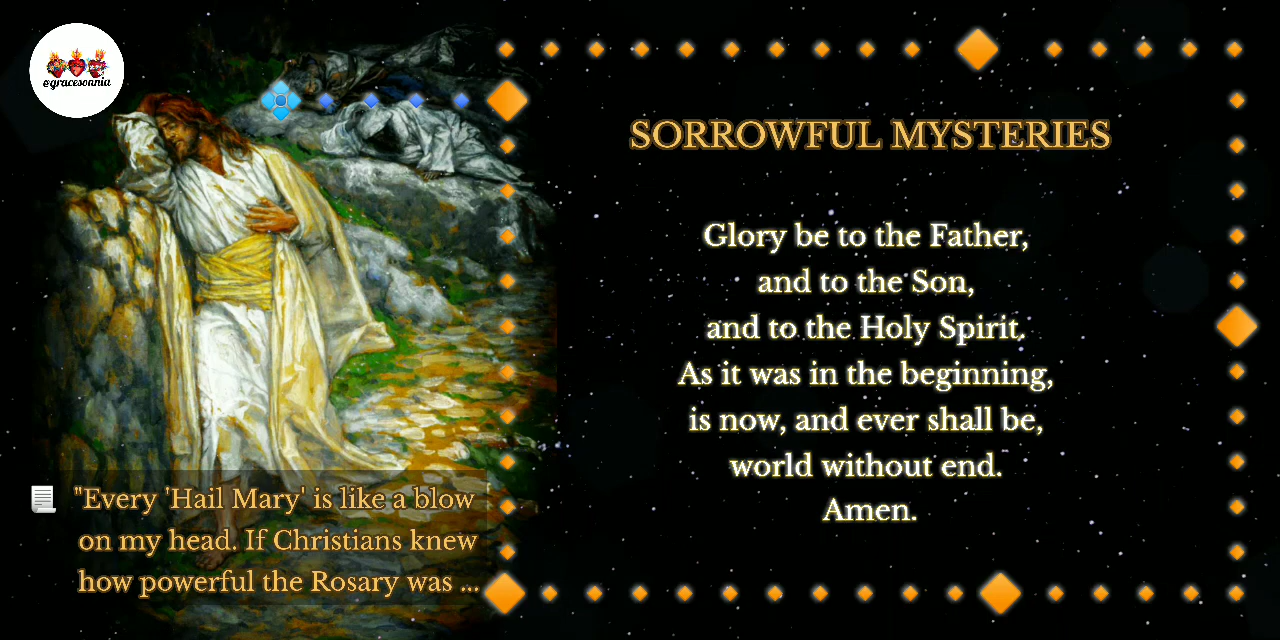 @gracesonnia
SORROWFUL MYSTERIES
Glory be to the Father,
and to the Son,
and to the Holy Spirit.
As it was in the beginning,
is now, and ever shall be,
world without end.
Amen.
"Every 'Hail Mary' is like a blow
on my head. If Christians knew
how powerful the Rosary was ...